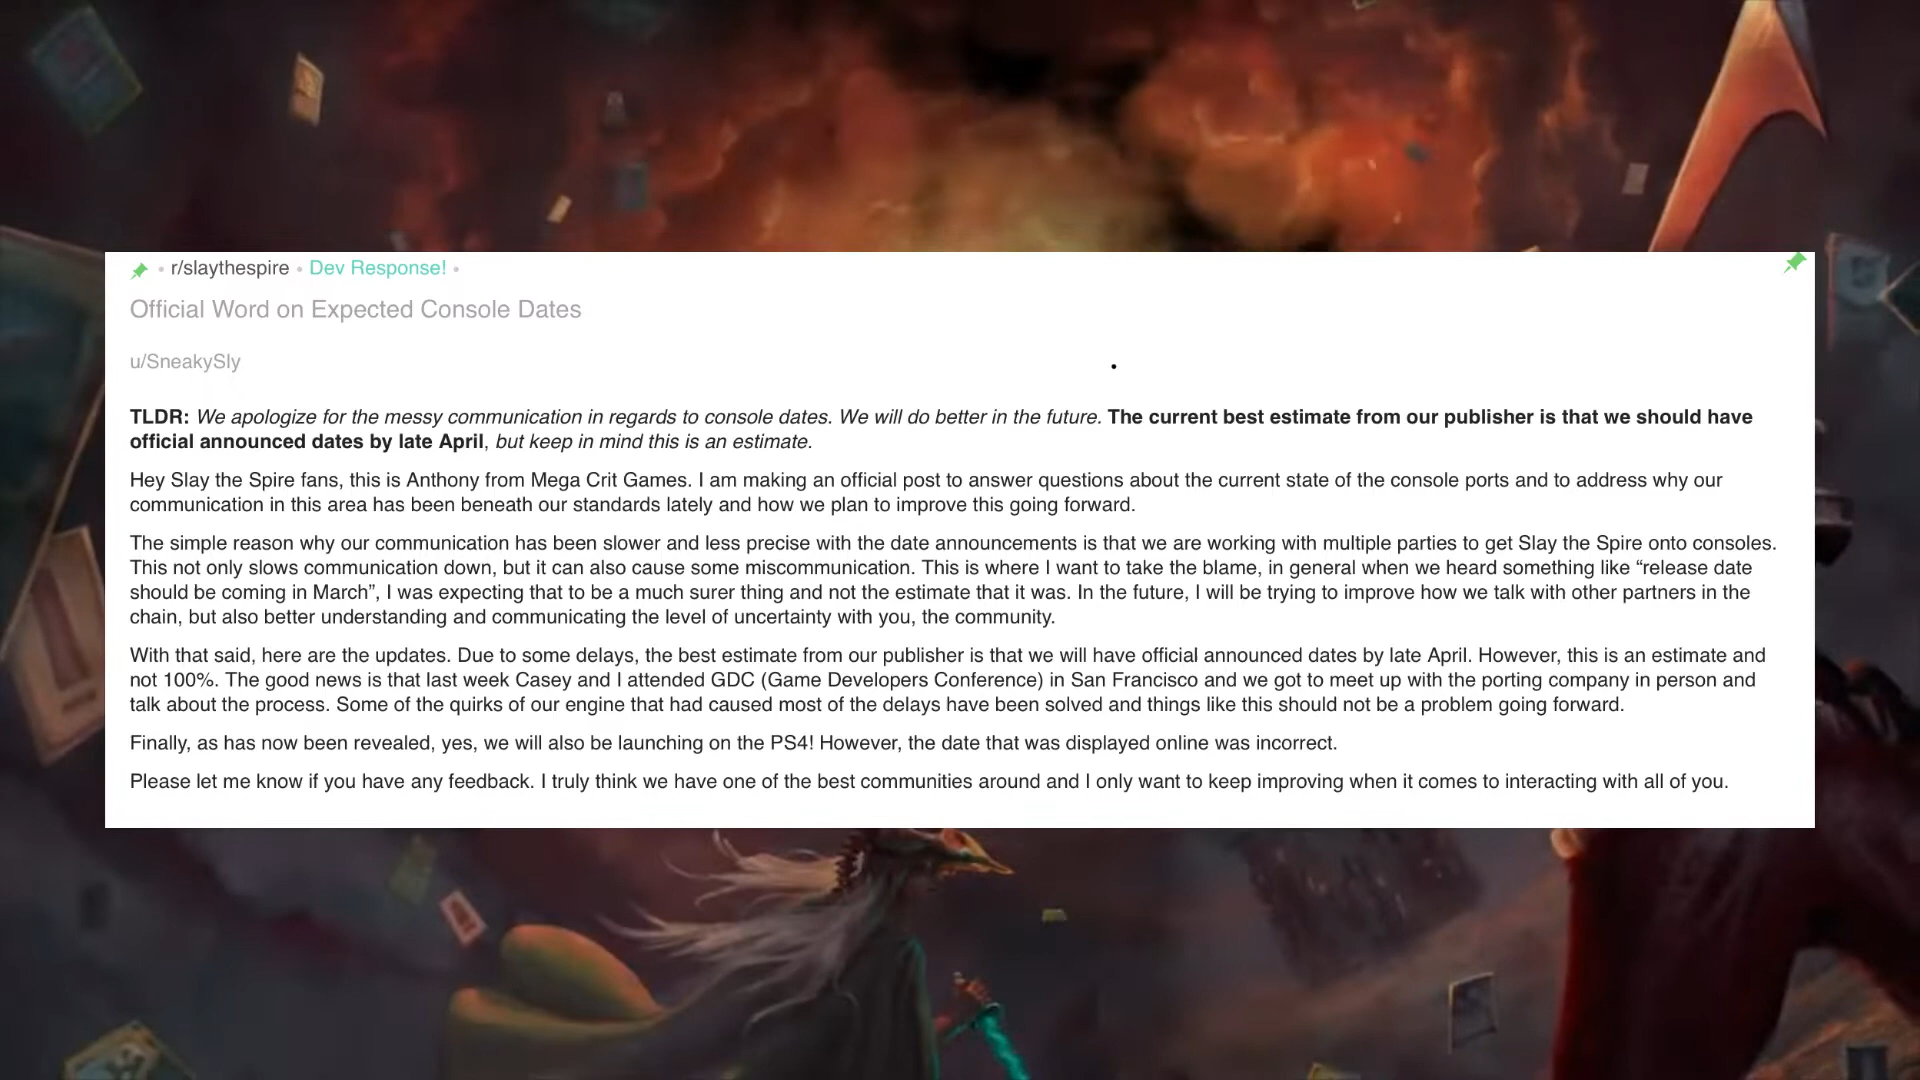 • r/slaythespire • Dev Response! •
Official Word on Expected Console Dates
u/SneakySly
TLDR: We apologize for the messy communication in regards to console dates. We will do better in the future. The current best estimate from our publisher is that we should have
official announced dates by late April, but keep in mind this is an estimate.
Hey Slay the Spire fans, this is Anthony from Mega Crit Games. I am making an official post to answer questions about the current state of the console ports and to address why our
communication in this area has been beneath our standards lately and how we plan to improve this going forward.
The simple reason why our communication has been slower and less precise with the date announcements is that we are working with multiple parties to get Slay the Spire onto consoles.
This not only slows communication down, but it can also cause some miscommunication. This is where I want to take the blame, in general when we heard something like “release date
should be coming in March”, I was expecting that to be a much surer thing and not the estimate that it was. In the future, I will be trying to improve how we talk with other partners in the
chain, but also better understanding and communicating the level of uncertainty with you, the community.
With that said, here are the updates. Due to some delays, the best estimate from our publisher is that we will have official announced dates by late April. However, this is an estimate and
not 100%. The good news is that last week Casey and I attended GDC (Game Developers Conference) in San Francisco and we got to meet up with the porting company in person and
talk about the process. Some of the quirks of our engine that had caused most of the delays have been solved and things like this should not be a problem going forward.
Finally, as has now been revealed, yes, we will also be launching on the PS4! However, the date that was displayed online was incorrect.
Please let me know if you have any feedback. I truly think we have one of the best communities around and I only want to keep improving when it comes to interacting with all of you.